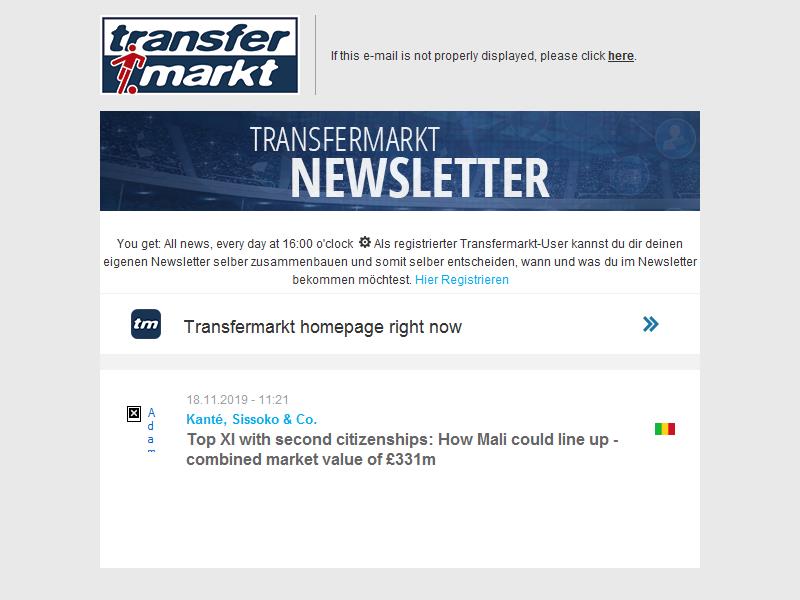 transfer
markt
If this e-mail is not properly displayed, please click here.
TRANSFERMARKT
NEWSLETTER
You get: All news, every day at 16:00 o'clock Als registrierter Transfermarkt-User kannst du dir deinen
eigenen Newsletter selber zusammenbauen und somit selber entscheiden, wann und was du im Newsletter
bekommen möchtest. Hier Registrieren
tm Transfermarkt homepage right now
18.11.2019 - 11:21
Kanté, Sissoko & Co.
Top XI with second citizenships: How Mali could line up -
combined market value of £331m
A
d
a